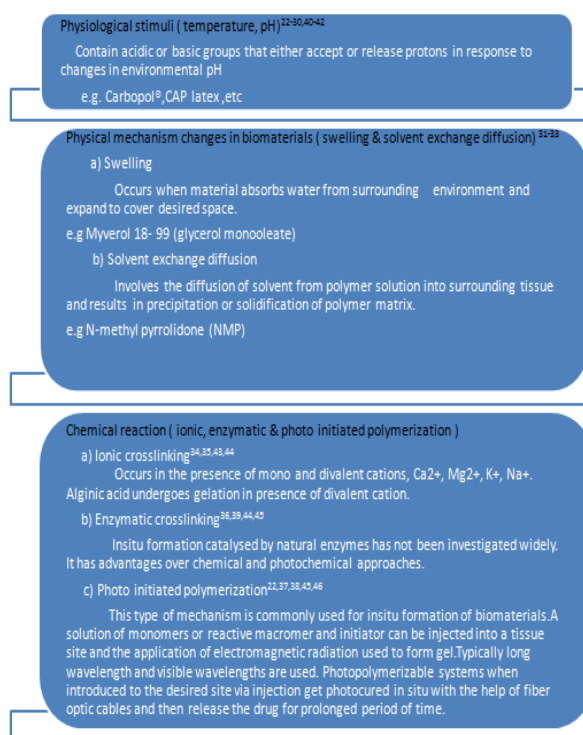 Physiological stimuli ( temperature, pH)22-30,40-42
Contain acidic or basic groups that either accept or release protons in response to
changes in environmental pH
e.g. Carbopol®,CAP latex ,etc
Physical mechanism changes in biomaterials ( swelling & solvent exchange diffusion) 31-33
a) Swelling
Occurs when material absorbs water from surrounding environment and
expand to cover desired space.
e.g Myverol 18- 99 (glycerol monooleate)
b) Solvent exchange diffusion
Involves the diffusion of solvent from polymer solution into surrounding tissue
and results in precipitation or solidification of polymer matrix.
e.g N-methyl pyrrolidone (NMP)
Chemical reaction ( ionic, enzymatic & photo initiated polymerization )
a) Ionic crosslinking34,35,43,44
Occurs in the presence of mono and divalent cations, Ca2+, Mg2+, K+, Na+.
Alginic acid undergoes gelation in presence of divalent cation.
b) Enzymatic crosslinking36,39,44,45
Insitu formation catalysed by natural enzymes has not been investigated widely.
It has advantages over chemical and photochemical approaches.
c) Photo initiated polymerization22,37,38,45,46
This type of mechanism is commonly used for insitu formation of biomaterials.A
solution of monomers or reactive macromer and initiator can be injected into a tissue
site and the application of electromagnetic radiation used to form gel.Typically long
wavelength and visible wavelengths are used. Photopolymerizable systems when
introduced to the desired site via injection get photocured in situ with the help of fiber
optic cables and then release the drug for prolonged period of time.